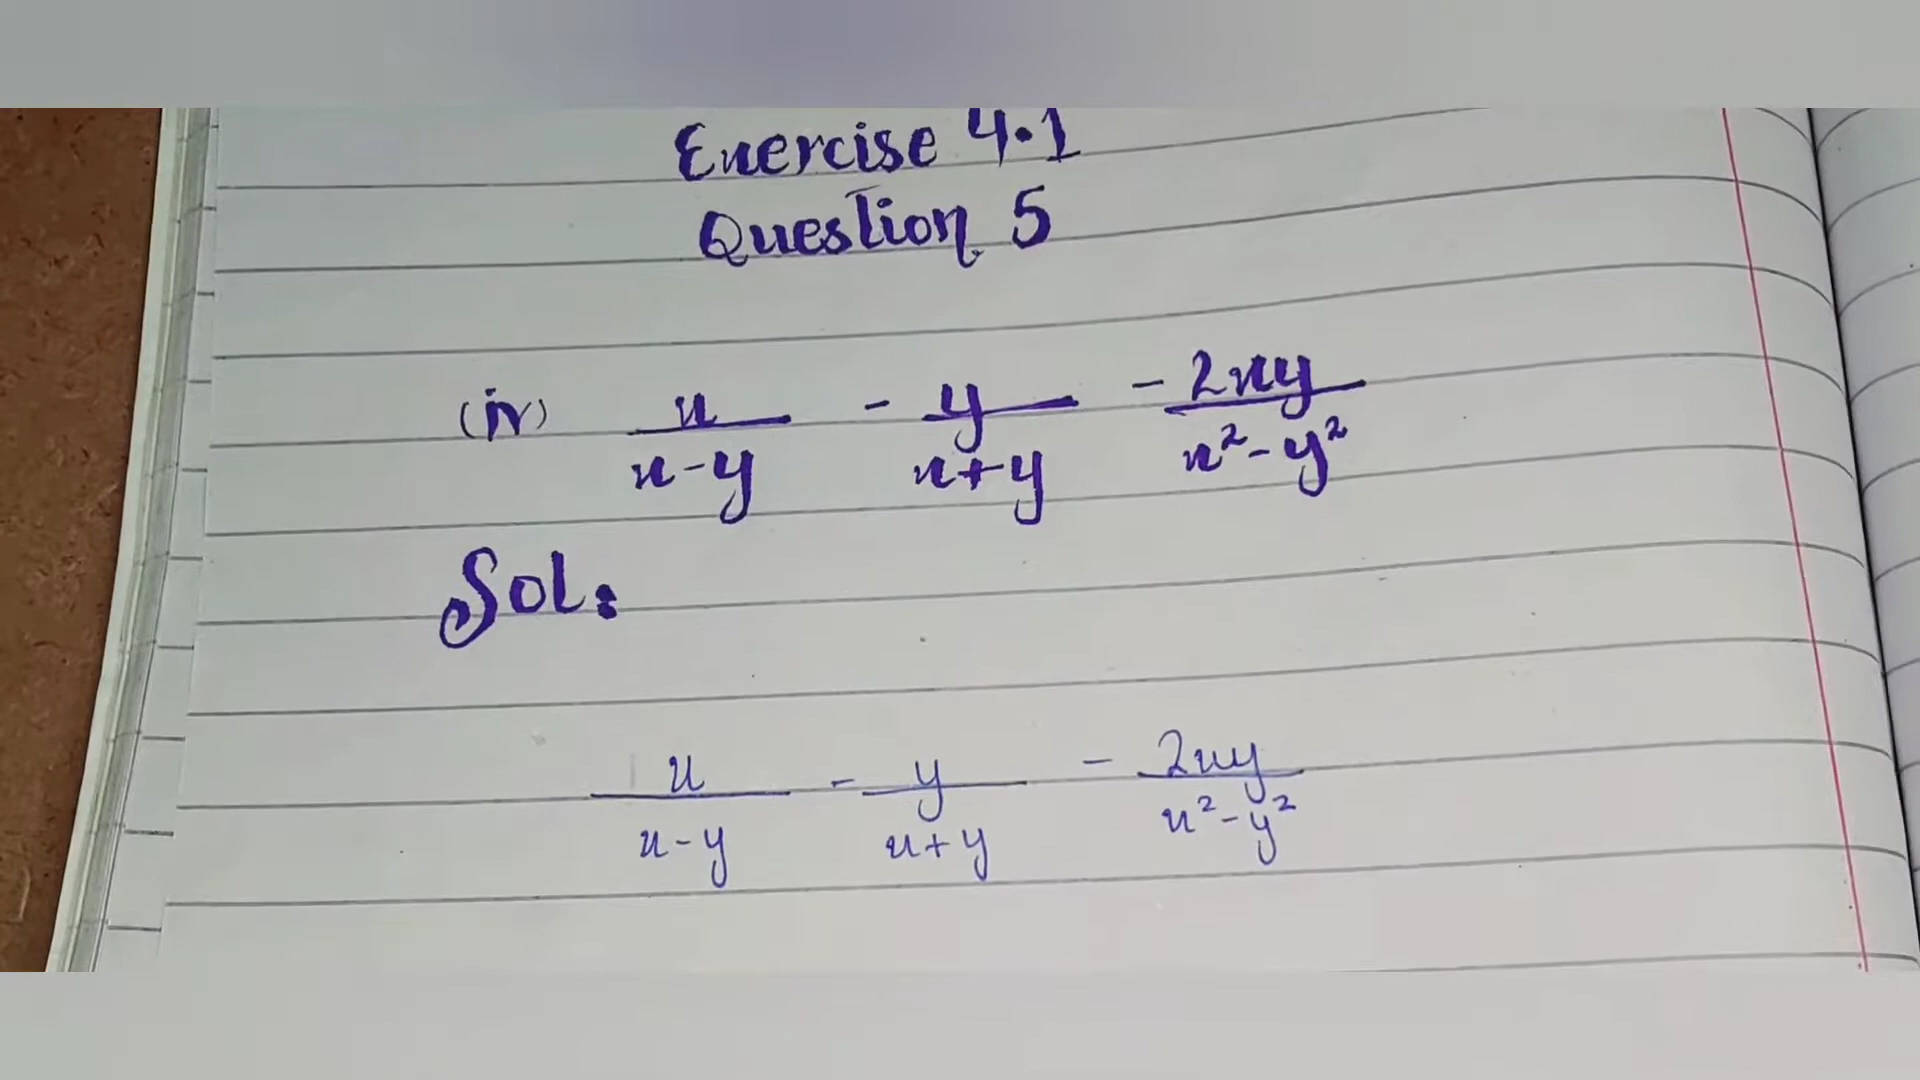 Exercise 4.1
Question 5
(iv) x/(x-y) - y/(x+y) - 2xy/(x²-y²)
Sol:
x/(x-y) - y/(x+y) - 2xy/(x²-y²)